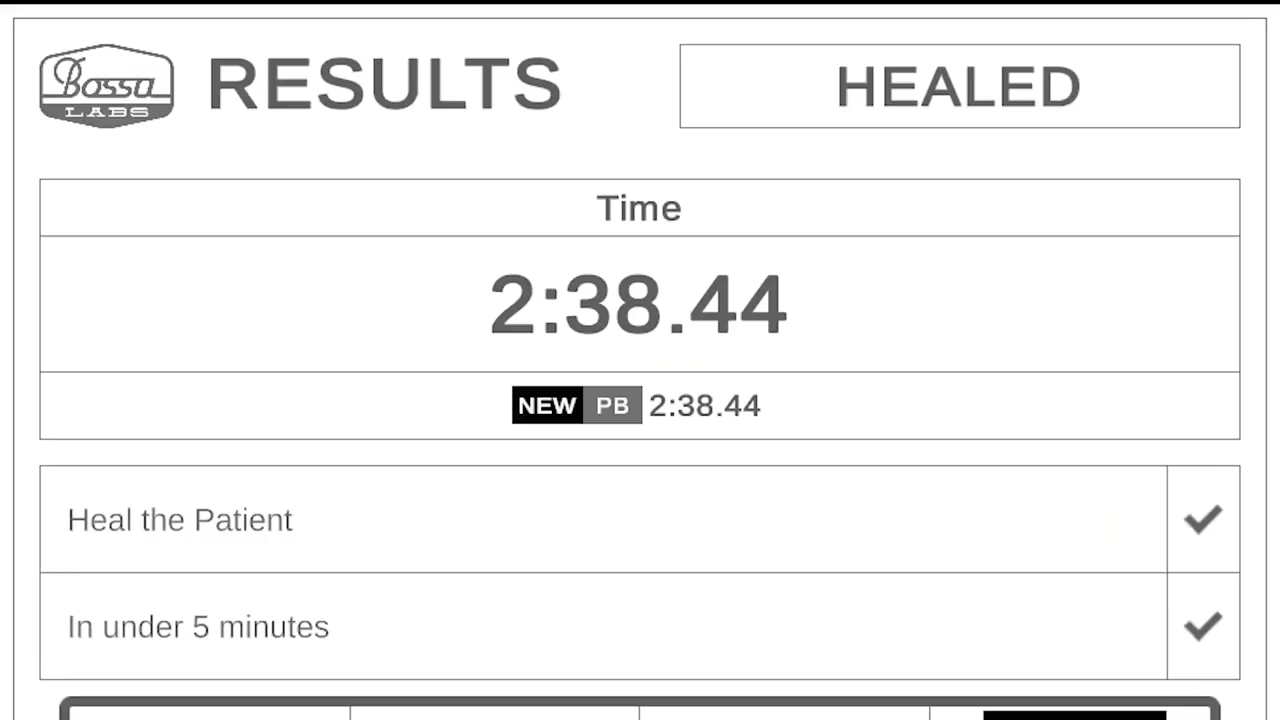 Bossa
LABS
RESULTS
HEALED
Time
2:38.44
NEW PB 2:38.44
Heal the Patient
In under 5 minutes